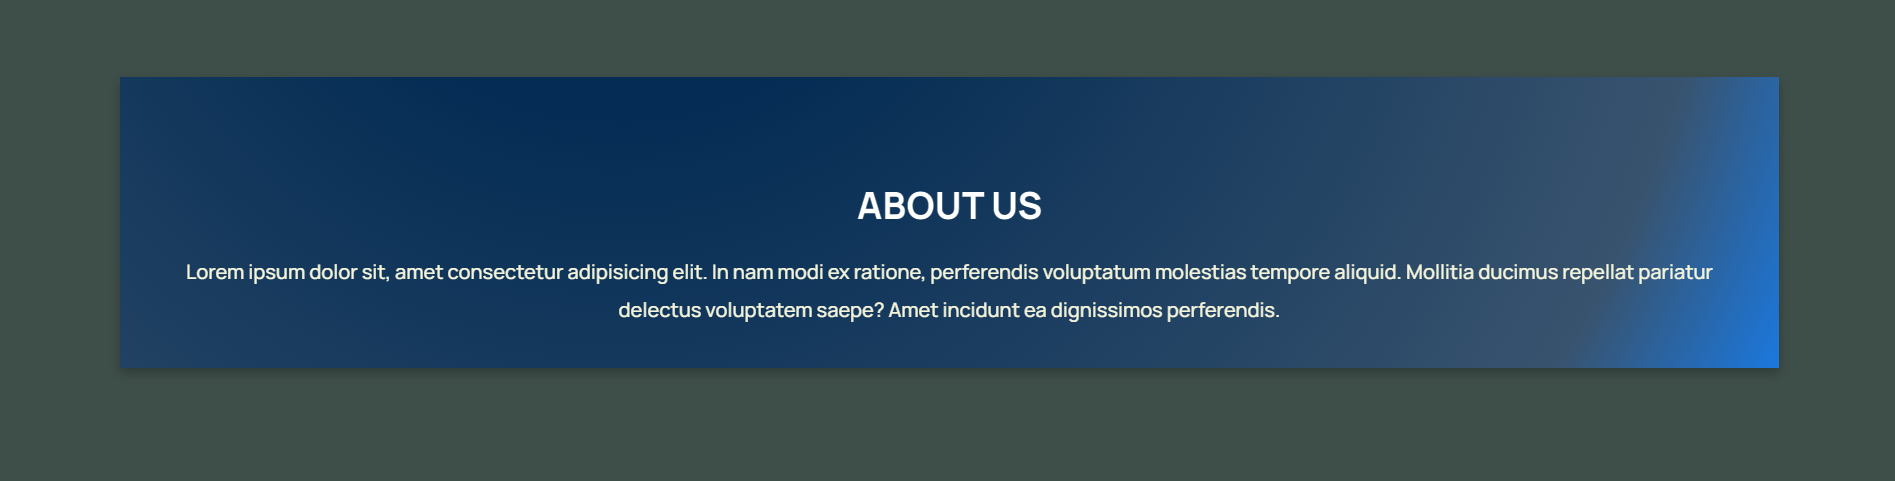 ABOUT US
Lorem ipsum dolor sit, amet consectetur adipisicing elit. In nam modi ex ratione, perferendis voluptatum molestias tempore aliquid. Mollitia ducimus repellat pariatur
delectus voluptatem saepe? Amet incidunt ea dignissimos perferendis.